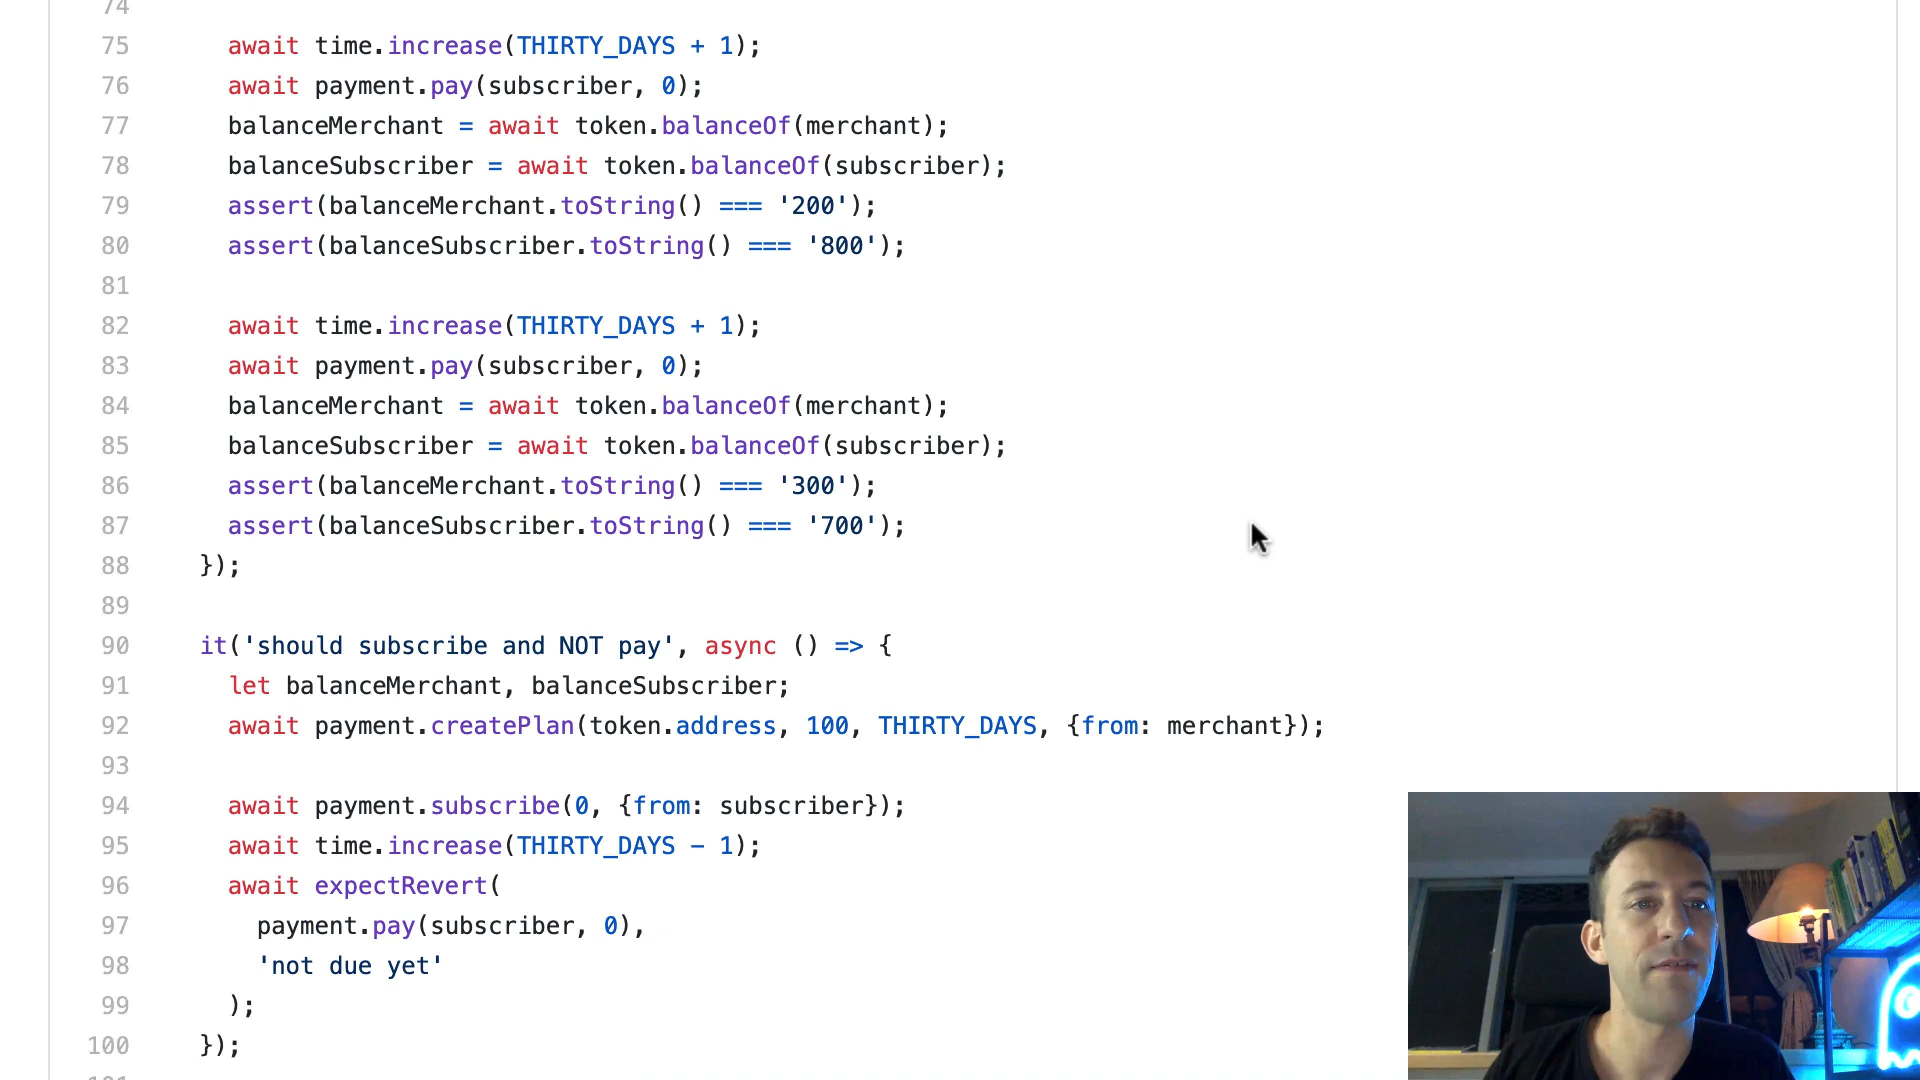 74
75 await time.increase(THIRTY_DAYS + 1);
76 await payment.pay(subscriber, 0);
77 balanceMerchant = await token.balanceOf(merchant);
78 balanceSubscriber = await token.balanceOf(subscriber);
79 assert(balanceMerchant.toString() === '200');
80 assert(balanceSubscriber.toString() === '800');
81
82 await time.increase(THIRTY_DAYS + 1);
83 await payment.pay(subscriber, 0);
84 balanceMerchant = await token.balanceOf(merchant);
85 balanceSubscriber = await token.balanceOf(subscriber);
86 assert(balanceMerchant.toString() === '300');
87 assert(balanceSubscriber.toString() === '700');
88 });
89
90 it('should subscribe and NOT pay', async () => {
91 let balanceMerchant, balanceSubscriber;
92 await payment.createPlan(token.address, 100, THIRTY_DAYS, {from: merchant});
93
94 await payment.subscribe(0, {from: subscriber});
95 await time.increase(THIRTY_DAYS - 1);
96 await expectRevert(
97 payment.pay(subscriber, 0),
98 'not due yet'
99 );
100 });